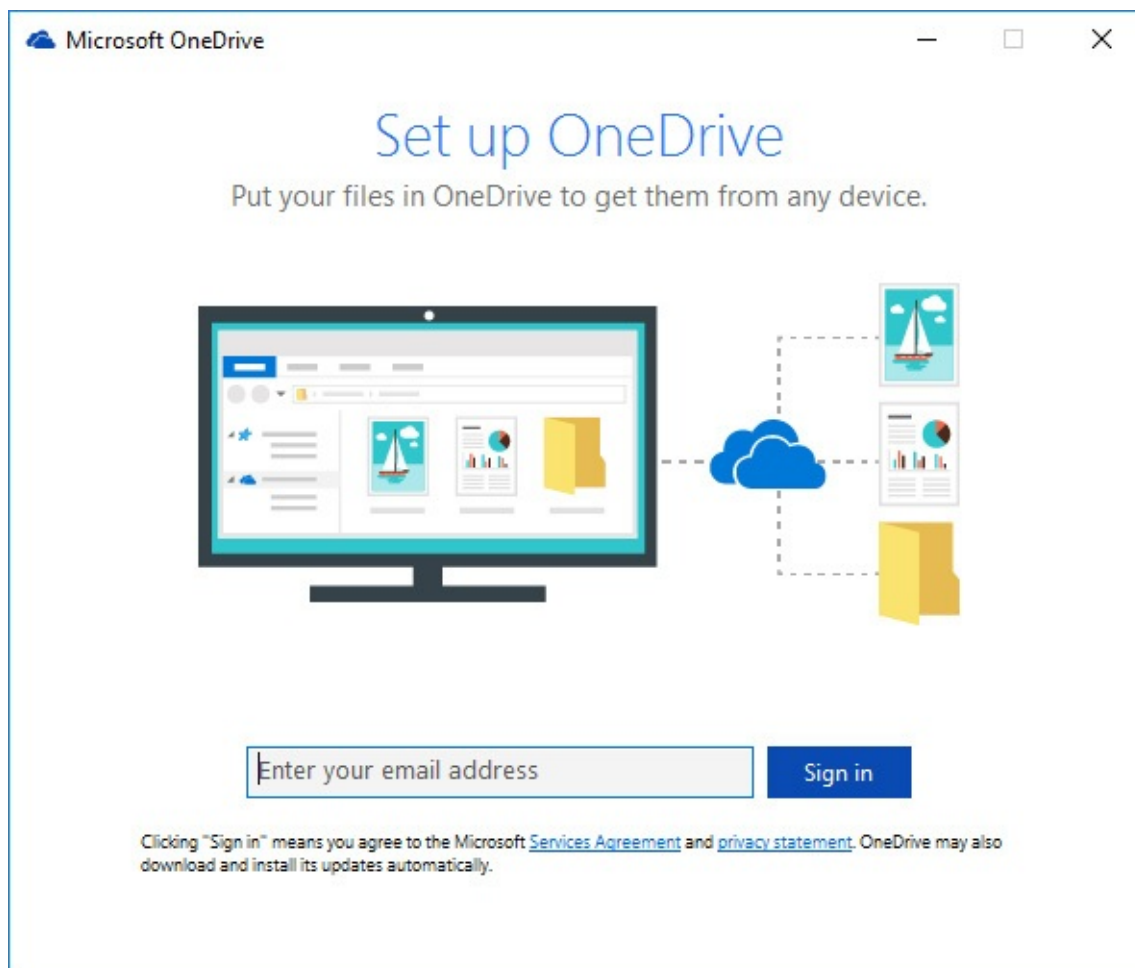 Microsoft OneDrive
Set up OneDrive
Put your files in OneDrive to get them from any device.
Enter your email address
Sign in
Clicking "Sign in" means you agree to the Microsoft Services Agreement and privacy statement. OneDrive may also
download and install its updates automatically.